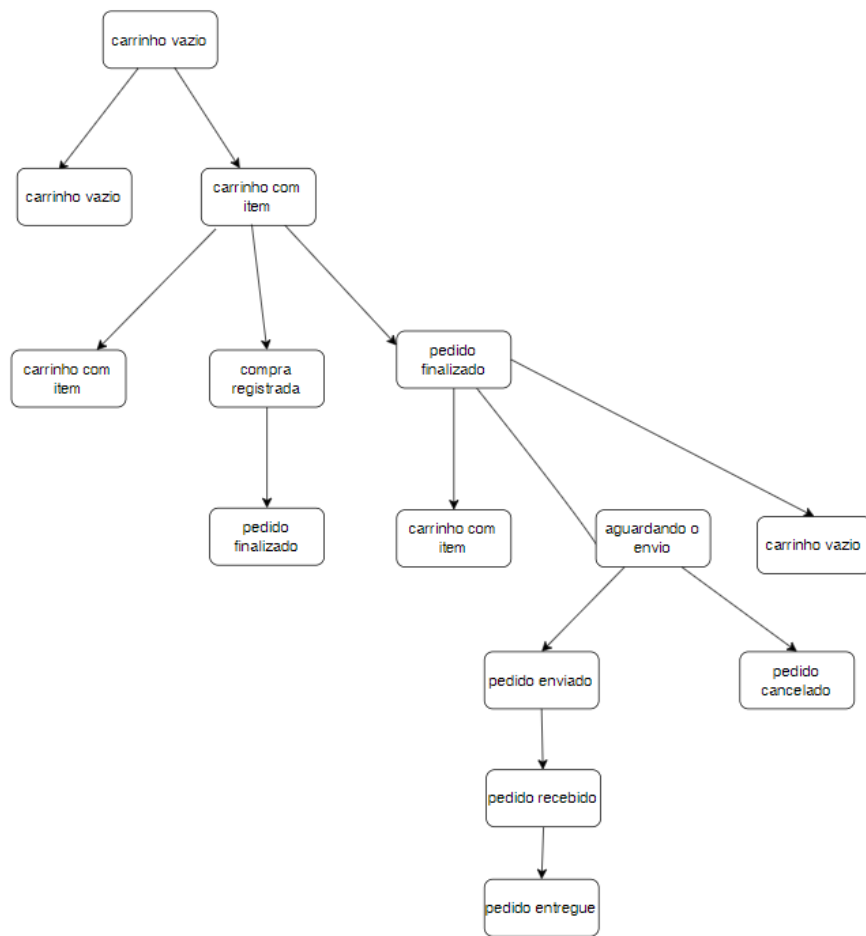 carrinho vazio
carrinho vazio
carrinho com
item
carrinho com
item
compra
registrada
pedido
finalizado
pedido
finalizado
carrinho com
item
aguardando o
envio
carrinho vazio
pedido enviado
pedido
cancelado
pedido recebido
pedido entregue